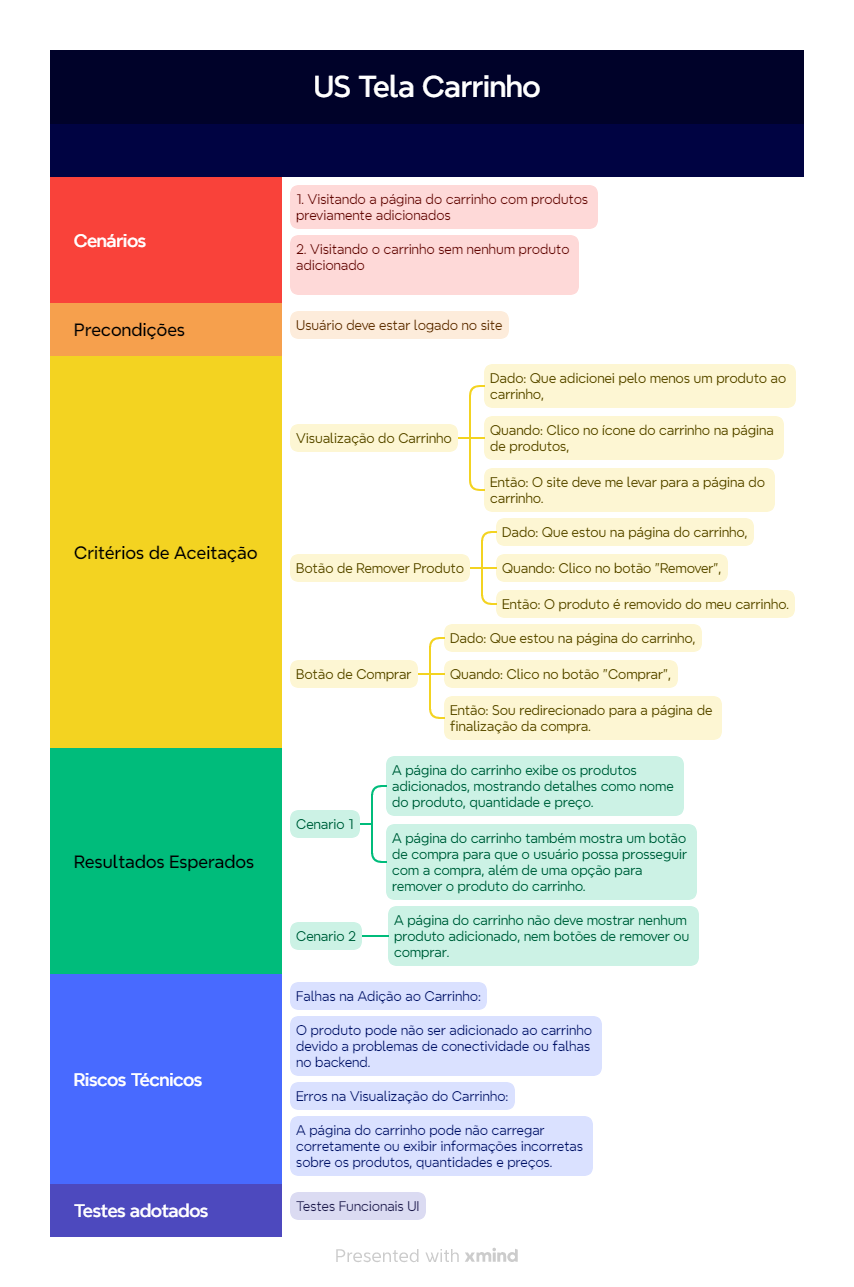 US Tela Carrinho
Cenários
1. Visitando a página do carrinho com produtos
previamente adicionados
2. Visitando o carrinho sem nenhum produto
adicionado
Precondições
Usuário deve estar logado no site
Critérios de Aceitação
Visualização do Carrinho
Dado: Que adicionei pelo menos um produto ao
carrinho,
Quando: Clico no ícone do carrinho na página
de produtos,
Então: O site deve me levar para a página do
carrinho.
Botão de Remover Produto
Dado: Que estou na página do carrinho,
Quando: Clico no botão "Remover",
Então: O produto é removido do meu carrinho.
Botão de Comprar
Dado: Que estou na página do carrinho,
Quando: Clico no botão "Comprar",
Então: Sou redirecionado para a página de
finalização da compra.
Resultados Esperados
Cenario 1
A página do carrinho exibe os produtos
adicionados, mostrando detalhes como nome
do produto, quantidade e preço.
A página do carrinho também mostra um botão
de compra para que o usuário possa prosseguir
com a compra, além de uma opção para
remover o produto do carrinho.
Cenario 2
A página do carrinho não deve mostrar nenhum
produto adicionado, nem botões de remover ou
comprar.
Riscos Técnicos
Falhas na Adição ao Carrinho:
O produto pode não ser adicionado ao carrinho
devido a problemas de conectividade ou falhas
no backend.
Erros na Visualização do Carrinho:
A página do carrinho pode não carregar
corretamente ou exibir informações incorretas
sobre os produtos, quantidades e preços.
Testes adotados
Testes Funcionais UI
Presented with xmind